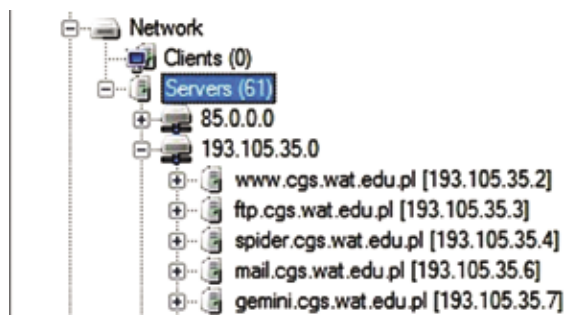 Network
Clients (0)
Servers (61)
85.0.0.0
193.105.35.0
www.cgs.wat.edu.pl [193.105.35.2]
ftp.cgs.wat.edu.pl [193.105.35.3]
spider.cgs.wat.edu.pl [193.105.35.4]
mail.cgs.wat.edu.pl [193.105.35.6]
gemini.cgs.wat.edu.pl [193.105.35.7]